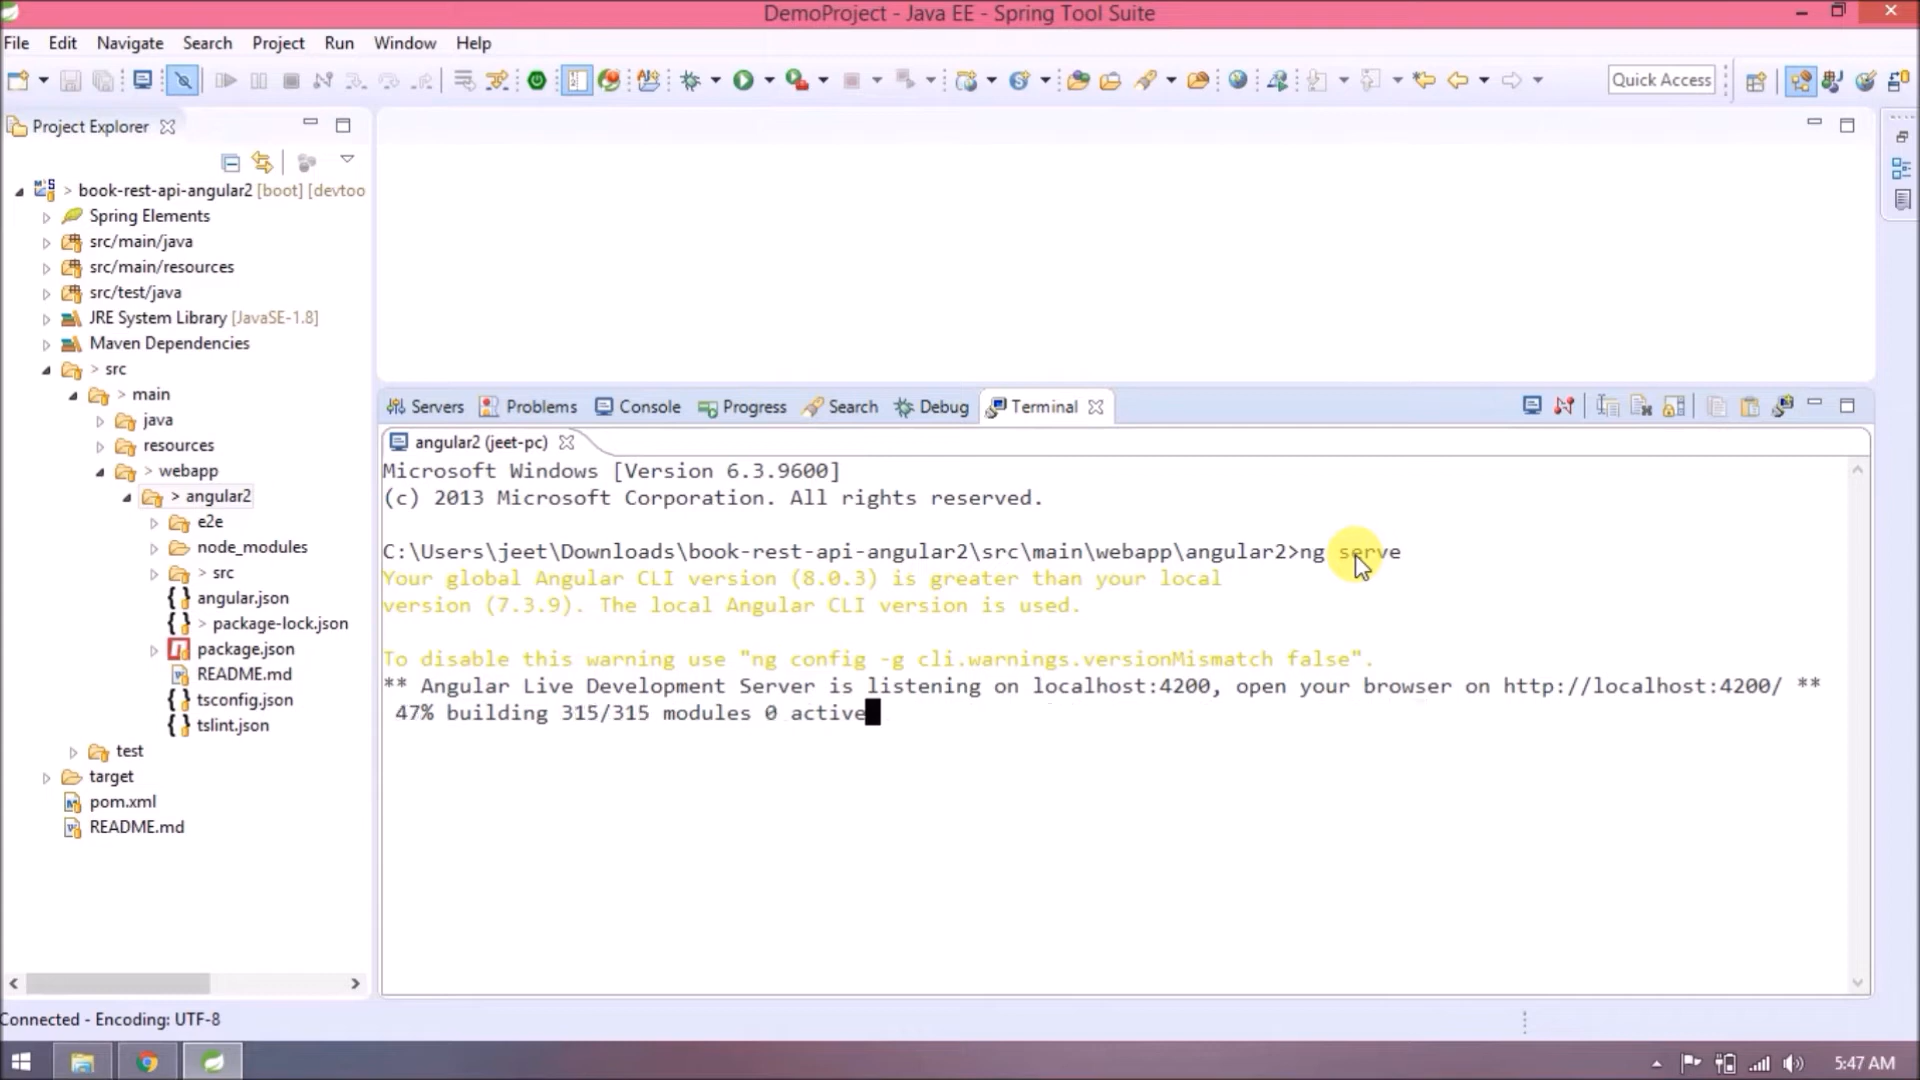 DemoProject - Java EE - Spring Tool Suite
File Edit Navigate Search Project Run Window Help
Quick Access
Project Explorer
> book-rest-api-angular2 [boot] [devtoo
Spring Elements
src/main/java
src/main/resources
src/test/java
JRE System Library [JavaSE-1.8]
Maven Dependencies
> src
> main
java
resources
> webapp
> angular2
e2e
node_modules
> src
angular.json
> package-lock.json
package.json
README.md
tsconfig.json
tslint.json
test
target
pom.xml
README.md
Servers Problems Console Progress Search Debug Terminal
angular2 (jeet-pc)
Microsoft Windows [Version 6.3.9600]
(c) 2013 Microsoft Corporation. All rights reserved.
C:\Users\jeet\Downloads\book-rest-api-angular2\src\main\webapp\angular2>ng serve
Your global Angular CLI version (8.0.3) is greater than your local
version (7.3.9). The local Angular CLI version is used.
To disable this warning use "ng config -g cli.warnings.versionMismatch false".
** Angular Live Development Server is listening on localhost:4200, open your browser on http://localhost:4200/ **
47% building 315/315 modules 0 active
Connected - Encoding: UTF-8
5:47 AM